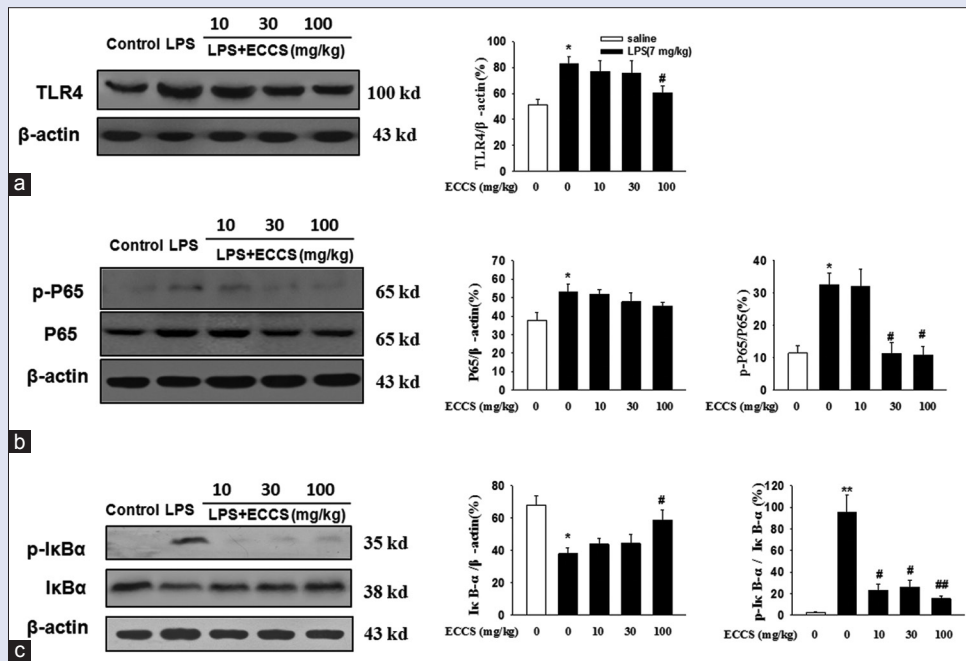 10 30 100
Control LPS LPS+ECCS (mg/kg)
TLR4 100 kd
β-actin 43 kd
a
saline
LPS(7 mg/kg)
TLR4/β -actin(%)
100
80
60
40
20
0
* #
ECCS (mg/kg) 0 0 10 30 100
10 30 100
Control LPS LPS+ECCS (mg/kg)
p-P65 65 kd
P65 65 kd
β-actin 43 kd
b
P65/β -actin(%)
70
60
50
40
30
20
10
0
*
ECCS (mg/kg) 0 0 10 30 100
p-P65/P65(%)
40
30
20
10
0
* # #
ECCS (mg/kg) 0 0 10 30 100
10 30 100
Control LPS LPS+ECCS (mg/kg)
p-IκBα 35 kd
IκBα 38 kd
β-actin 43 kd
c
Iκ B-α /β -actin(%)
80
60
40
20
0
* #
ECCS (mg/kg) 0 0 10 30 100
p-Iκ B-α / Iκ B-α (%)
120
100
80
60
40
20
0
** # # ##
ECCS (mg/kg) 0 0 10 30 100